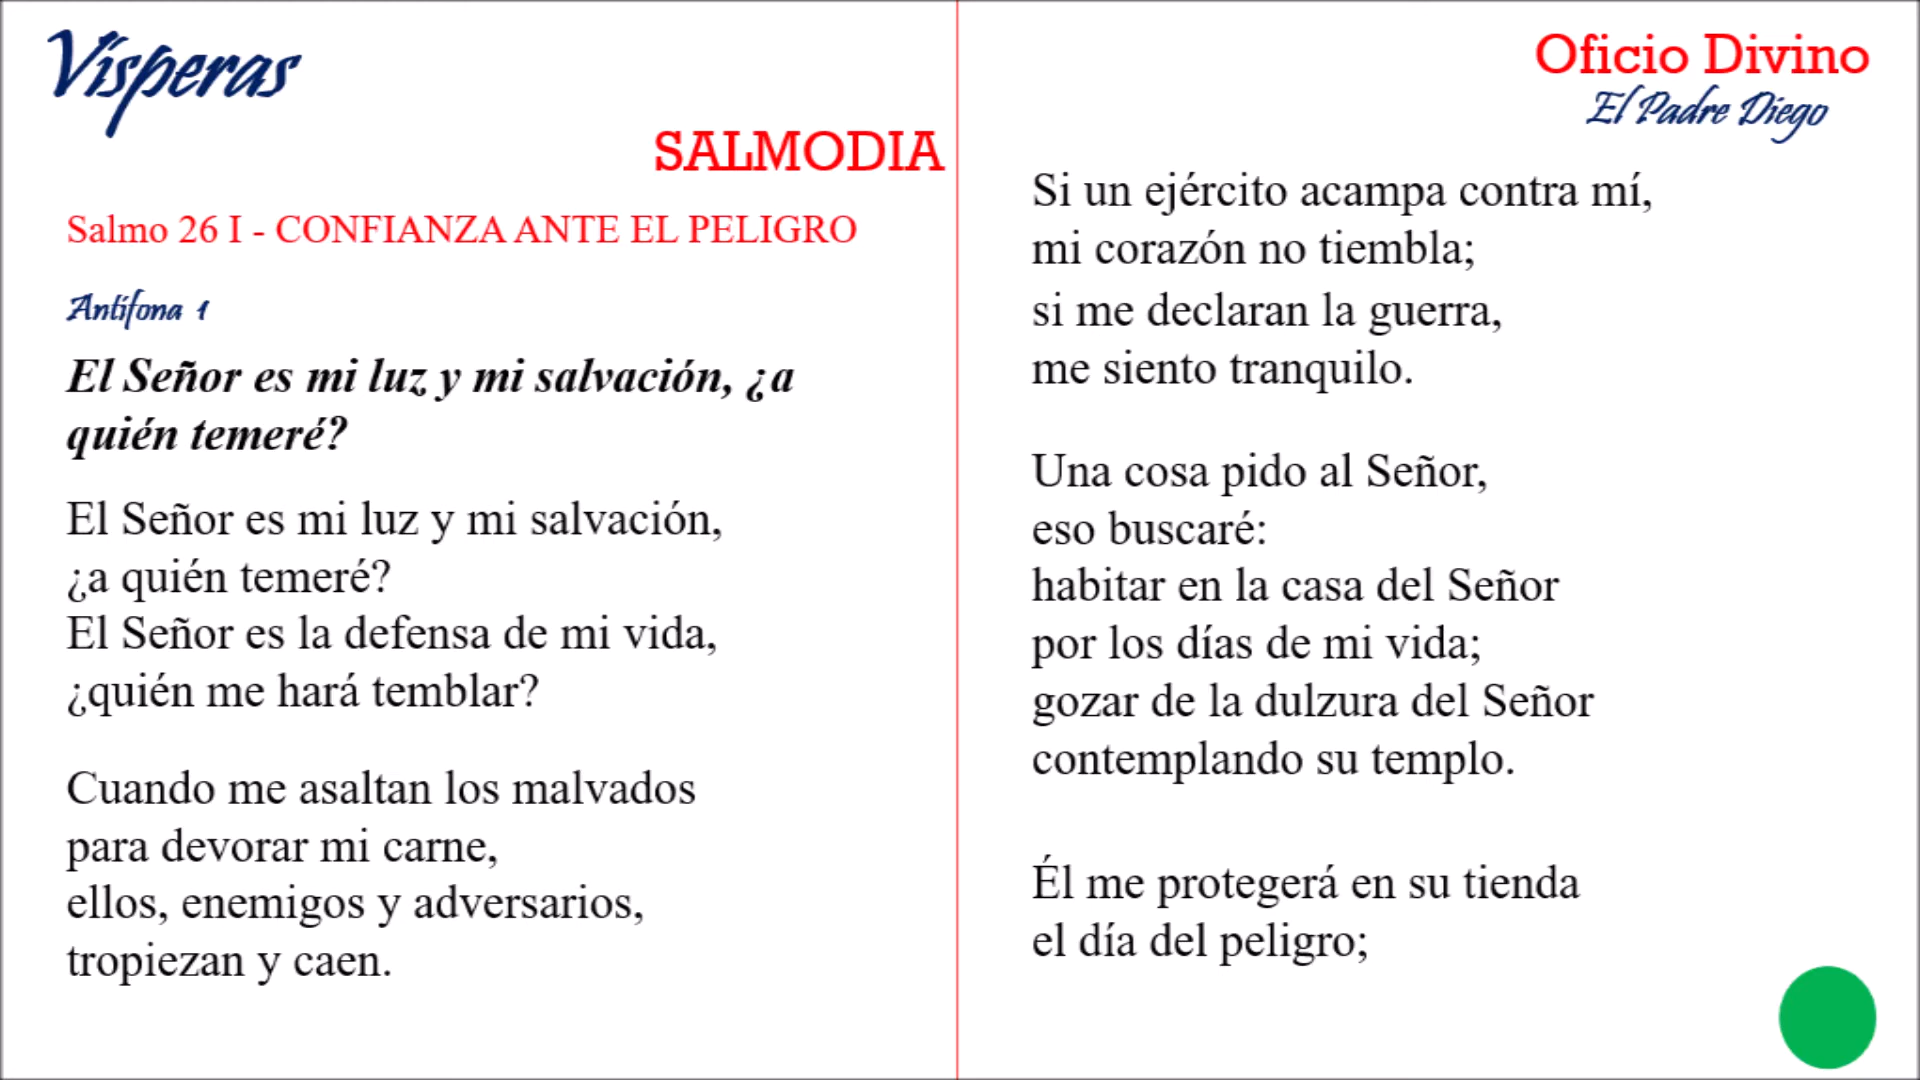 Vísperas
SALMODIA
Salmo 26 I - CONFIANZA ANTE EL PELIGRO
Antífona 1
El Señor es mi luz y mi salvación, ¿a
quién temeré?
El Señor es mi luz y mi salvación,
¿a quién temeré?
El Señor es la defensa de mi vida,
¿quién me hará temblar?
Cuando me asaltan los malvados
para devorar mi carne,
ellos, enemigos y adversarios,
tropiezan y caen.
Oficio Divino
El Padre Diego
Si un ejército acampa contra mí,
mi corazón no tiembla;
si me declaran la guerra,
me siento tranquilo.
Una cosa pido al Señor,
eso buscaré:
habitar en la casa del Señor
por los días de mi vida;
gozar de la dulzura del Señor
contemplando su templo.
Él me protegerá en su tienda
el día del peligro;